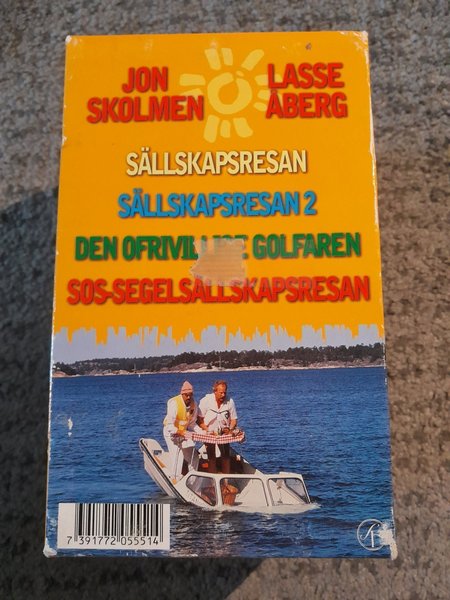 JON SKOLMEN
LASSE ÅBERG
SÄLLSKAPSRESAN
SÄLLSKAPSRESAN 2
DEN GOLFAREN
SOS-SEGELSÄLLSKAPSRESAN
7 391772 055514